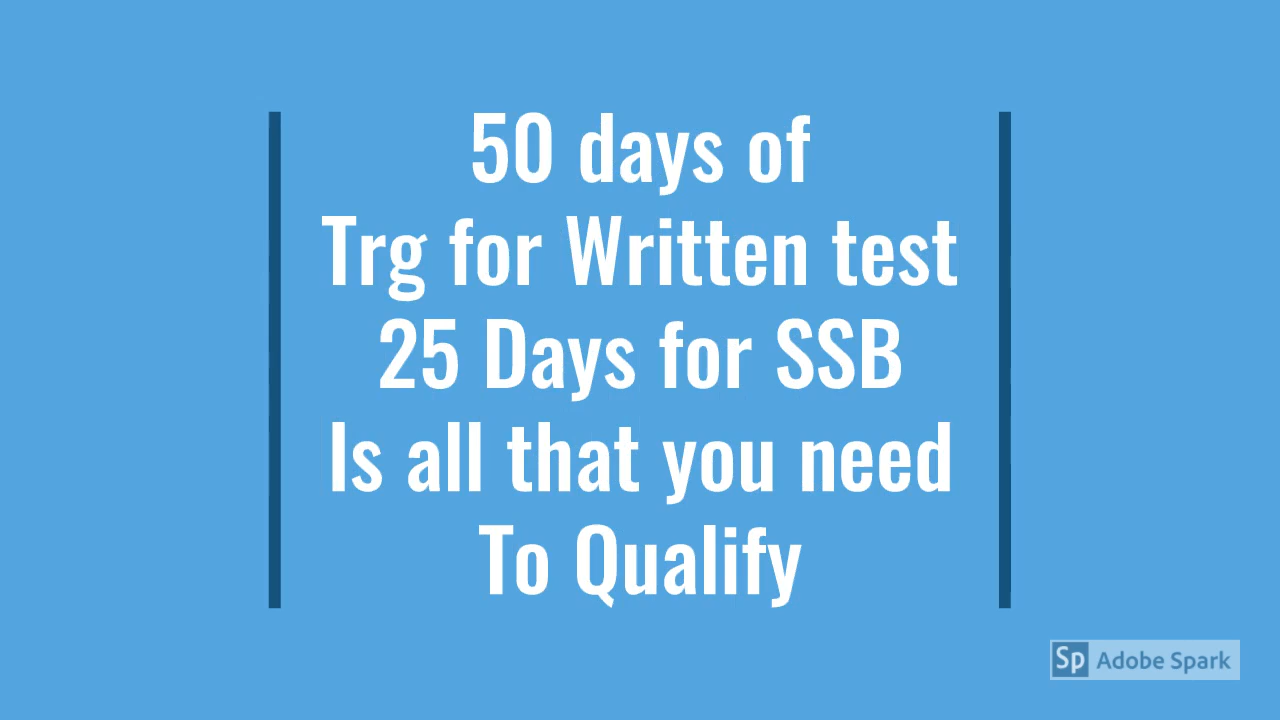 50 days of
Trg for Written test
25 Days for SSB
Is all that you need
To Qualify
Sp Adobe Spark